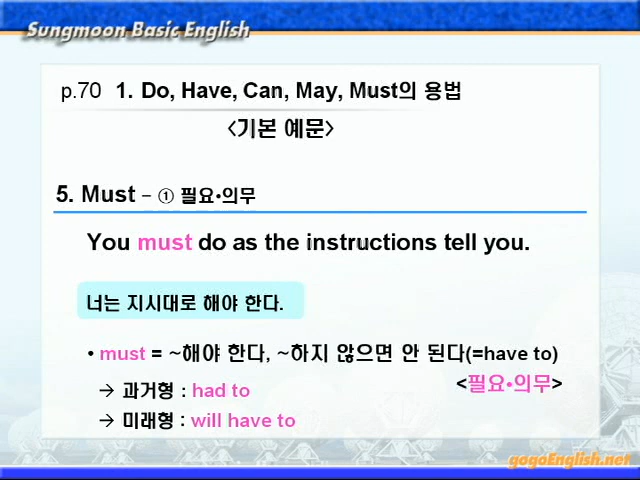 Sungmoon Basic English
p.70 1. Do, Have, Can, May, Must의 용법
<기본 예문>
5. Must – ① 필요•의무
You must do as the instructions tell you.
너는 지시대로 해야 한다.
• must = ~해야 한다, ~하지 않으면 안 된다(=have to)
<필요•의무>
→ 과거형 : had to
→ 미래형 : will have to
gogoEnglish.net